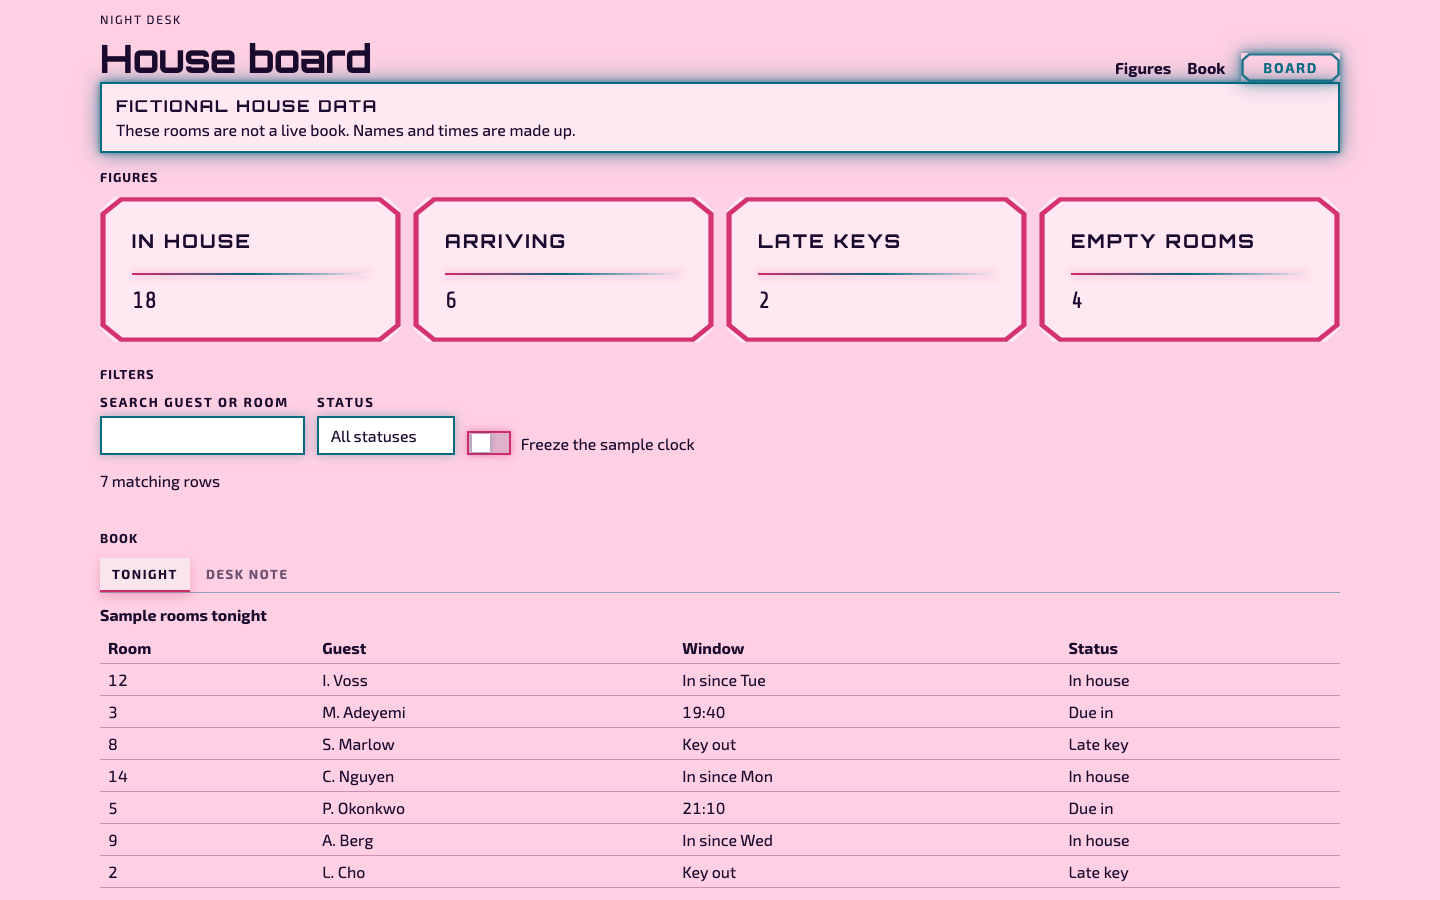 NIGHT DESK
House board
Figures Book BOARD
FICTIONAL HOUSE DATA
These rooms are not a live book. Names and times are made up.
FIGURES
IN HOUSE ARRIVING LATE KEYS EMPTY ROOMS
18 6 2 4
FILTERS
SEARCH GUEST OR ROOM STATUS
All statuses Freeze the sample clock
7 matching rows
BOOK
TONIGHT DESK NOTE
Sample rooms tonight
Room Guest Window Status
12 I. Voss In since Tue In house
3 M. Adeyemi 19:40 Due in
8 S. Marlow Key out Late key
14 C. Nguyen In since Mon In house
5 P. Okonkwo 21:10 Due in
9 A. Berg In since Wed In house
2 L. Cho Key out Late key